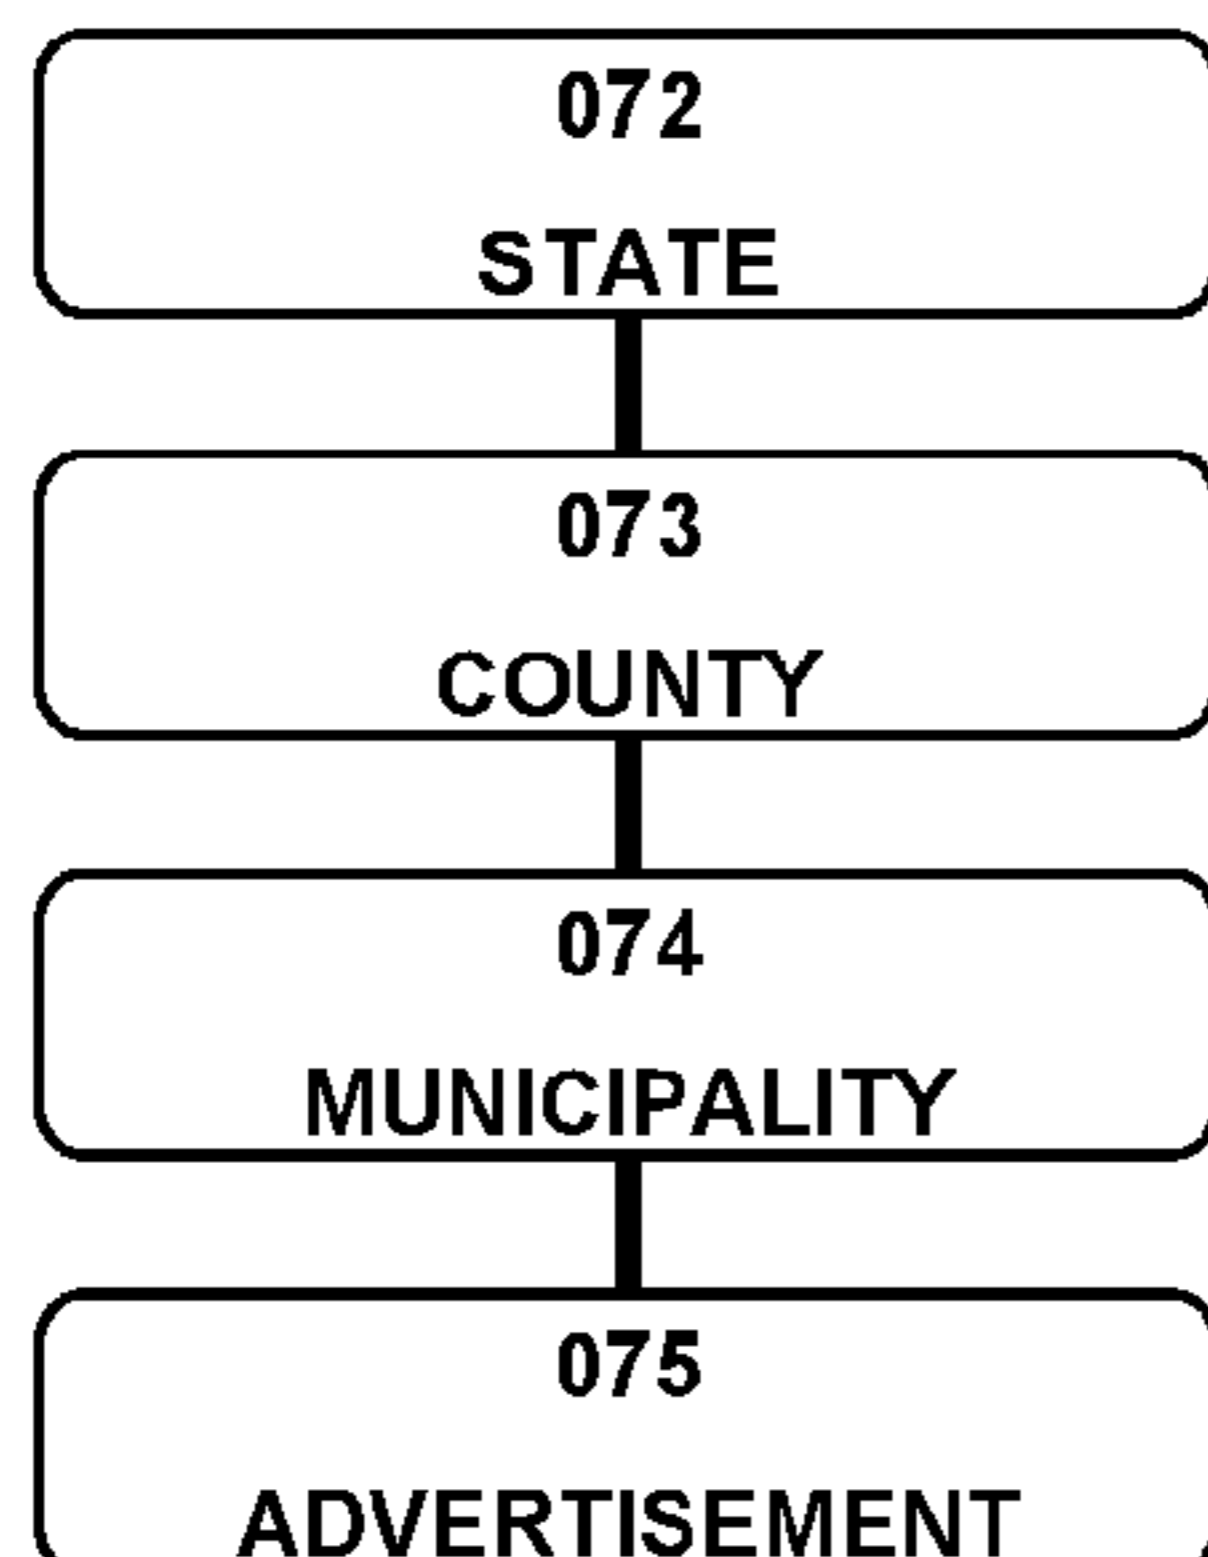 072
STATE
073
COUNTY
074
MUNICIPALITY
075
ADVERTISEMENT